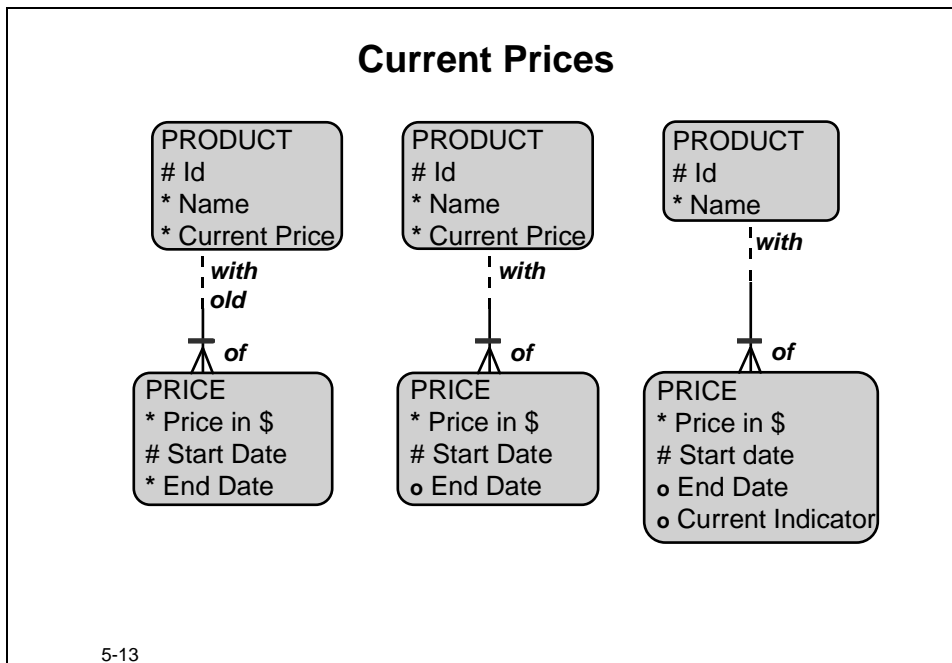 Current Prices
PRODUCT
# Id
* Name
* Current Price
with
old
of
PRICE
* Price in $
# Start Date
* End Date
PRODUCT
# Id
* Name
* Current Price
with
of
PRICE
* Price in $
# Start Date
o End Date
PRODUCT
# Id
* Name
with
of
PRICE
* Price in $
# Start date
o End Date
o Current Indicator
5-13